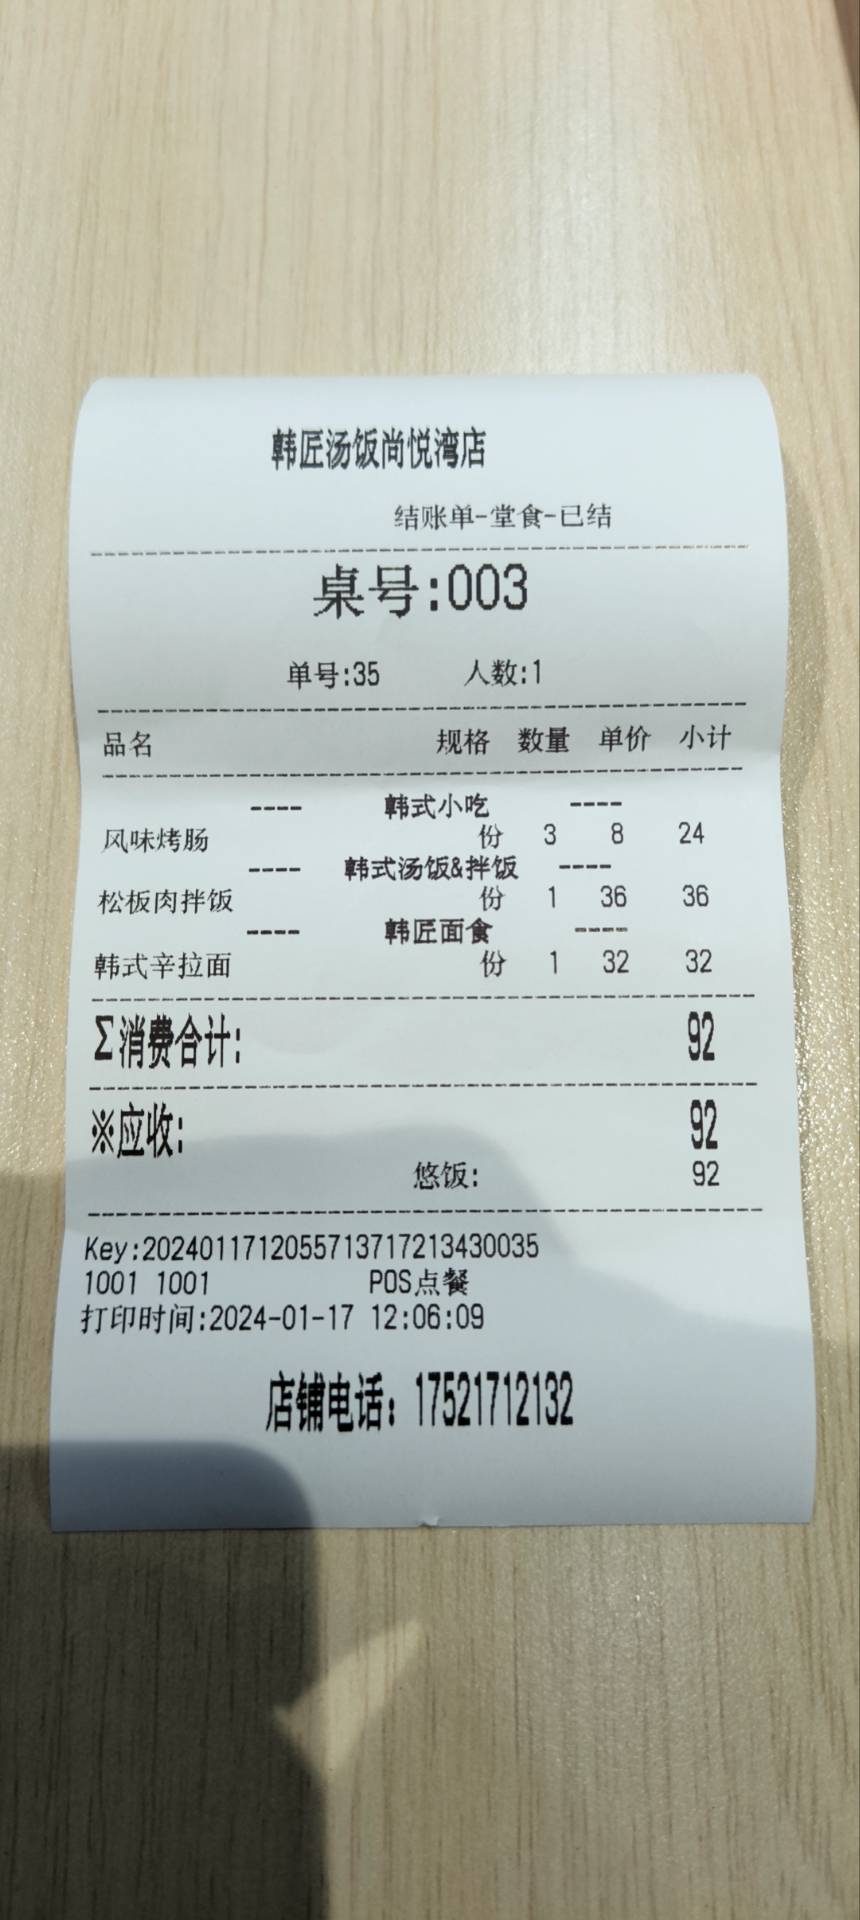 韩匠汤饭尚悦湾店
结账单-堂食-已结
桌号:003
单号:35 人数:1
品名 规格 数量 单价 小计
---- 韩式小吃 ----
风味烤肠 份 3 8 24
---- 韩式汤饭&拌饭 ----
松板肉拌饭 份 1 36 36
---- 韩匠面食 ----
韩式辛拉面 份 1 32 32
Σ消费合计: 92
※应收: 92
悠饭: 92
Key:20240117120557137172134300​35
1001 1001 POS点餐
打印时间:2024-01-17 12:06:09
店铺电话：17521712132